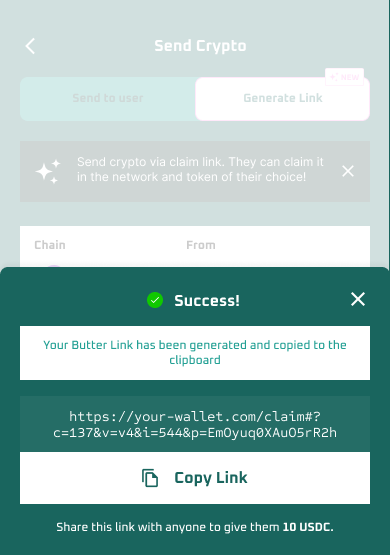 Send Crypto
NEW
Send to user
Generate Link
Send crypto via claim link. They can claim it
in the network and token of their choice!
Chain
From
Success!
Your Butter Link has been generated and copied to the
clipboard
https://your-wallet.com/claim#?
c=137&v=v4&i=544&p=EmOyuq0XAuO5rR2h
Copy Link
Share this link with anyone to give them 10 USDC.